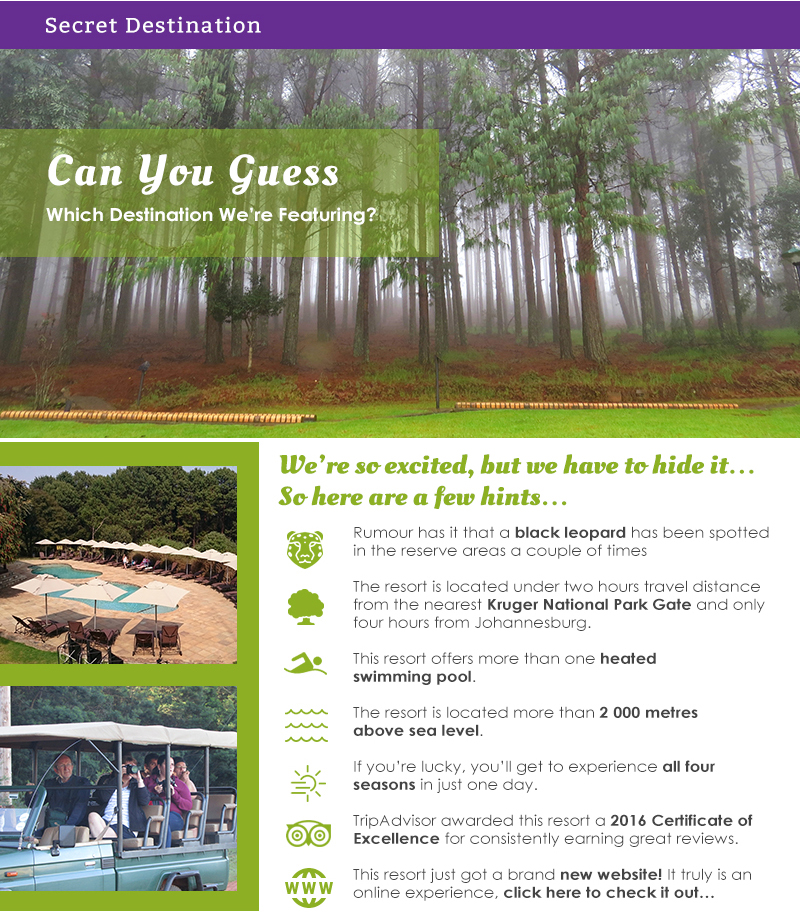 Secret Destination
Can You Guess
Which Destination We're Featuring?
We're so excited, but we have to hide it...
So here are a few hints...
Rumour has it that a black leopard has been spotted
in the reserve areas a couple of times
The resort is located under two hours travel distance
from the nearest Kruger National Park Gate and only
four hours from Johannesburg.
This resort offers more than one heated
swimming pool.
The resort is located more than 2 000 metres
above sea level.
If you're lucky, you'll get to experience all four
seasons in just one day.
TripAdvisor awarded this resort a 2016 Certificate of
Excellence for consistently earning great reviews.
WWW
This resort just got a brand new website! It truly is an
online experience, click here to check it out...